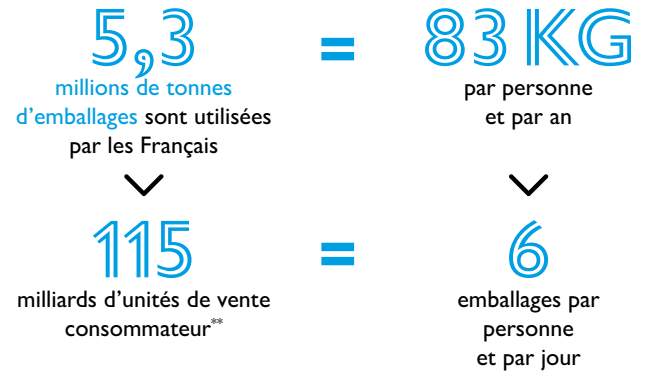 5,3 = 83 KG
millions de tonnes
d'emballages sont utilisées
par les Français
par personne
et par an
115 = 6
milliards d'unités de vente
consommateur**
emballages par
personne
et par jour